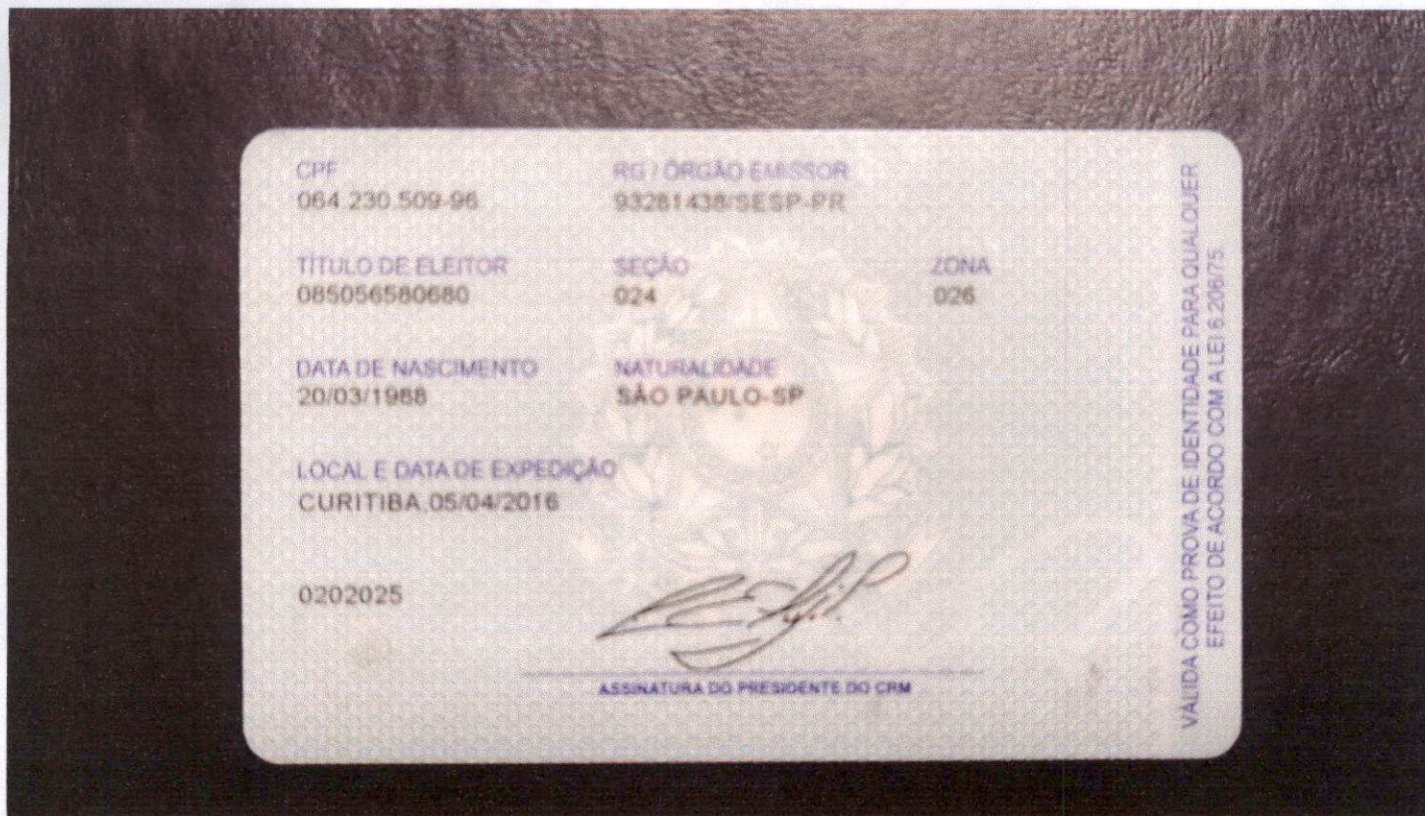 CPF RG / ÓRGÃO EMISSOR
064.230.509-96 93281438/SESP-PR
TÍTULO DE ELEITOR SEÇÃO ZONA
085056580680 024 026
DATA DE NASCIMENTO NATURALIDADE
20/03/1988 SÃO PAULO-SP
LOCAL E DATA DE EXPEDIÇÃO
CURITIBA,05/04/2016
0202025
ASSINATURA DO PRESIDENTE DO CRM
VÁLIDA COMO PROVA DE IDENTIDADE PARA QUALQUER
EFEITO DE ACORDO COM A LEI 6.206/75